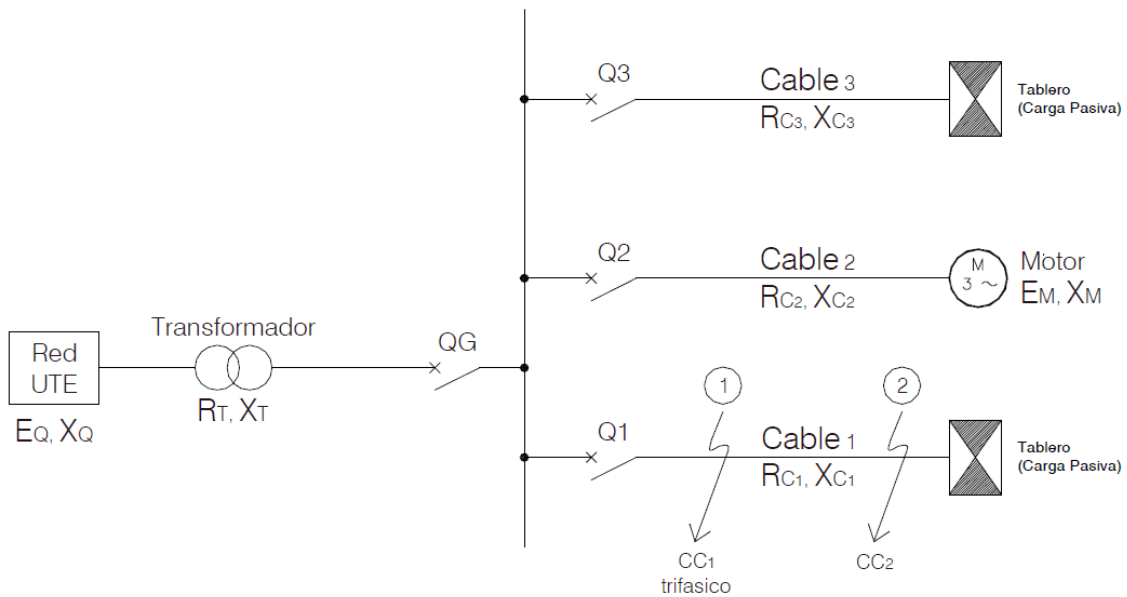 Q3
Cable 3
RC3, XC3
Tablero
(Carga Pasiva)
Q2
Cable 2
RC2, XC2
M
3 ~
Motor
EM, XM
Transformador
QG
Red
UTE
RT, XT
EQ, XQ
1
2
Q1
Cable 1
RC1, XC1
Tablero
(Carga Pasiva)
CC1
trifasico
CC2